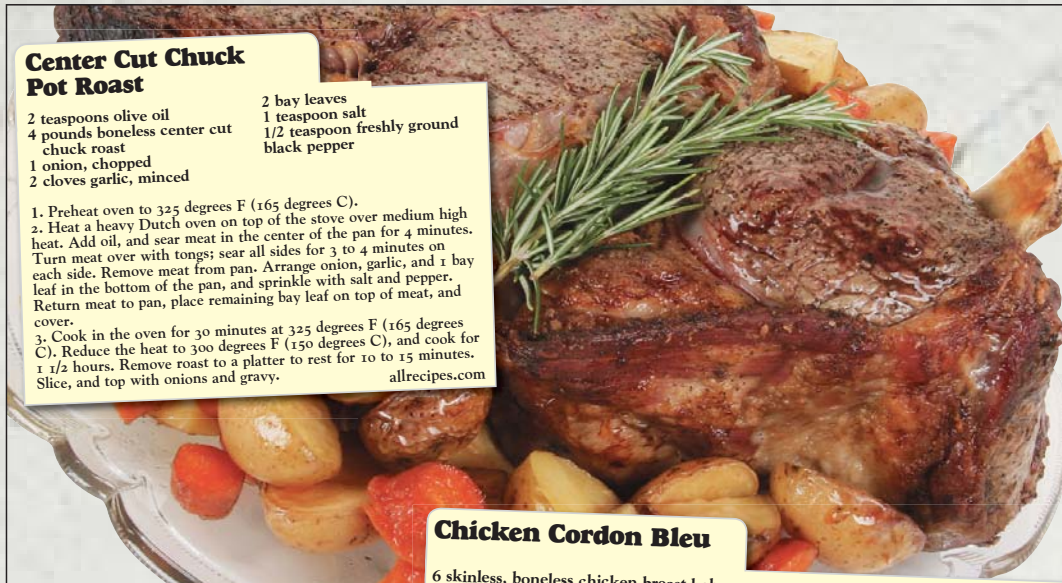 Center Cut Chuck
Pot Roast
2 teaspoons olive oil
4 pounds boneless center cut
chuck roast
1 onion, chopped
2 cloves garlic, minced
2 bay leaves
1 teaspoon salt
1/2 teaspoon freshly ground
black pepper
1. Preheat oven to 325 degrees F (165 degrees C).
2. Heat a heavy Dutch oven on top of the stove over medium high
heat. Add oil, and sear meat in the center of the pan for 4 minutes.
Turn meat over with tongs; sear all sides for 3 to 4 minutes on
each side. Remove meat from pan. Arrange onion, garlic, and 1 bay
leaf in the bottom of the pan, and sprinkle with salt and pepper.
Return meat to pan, place remaining bay leaf on top of meat, and
cover.
3. Cook in the oven for 30 minutes at 325 degrees F (165 degrees
C). Reduce the heat to 300 degrees F (150 degrees C), and cook for
1 1/2 hours. Remove roast to a platter to rest for 10 to 15 minutes.
Slice, and top with onions and gravy.
allrecipes.com
Chicken Cordon Bleu
6 skinless, boneless chicken